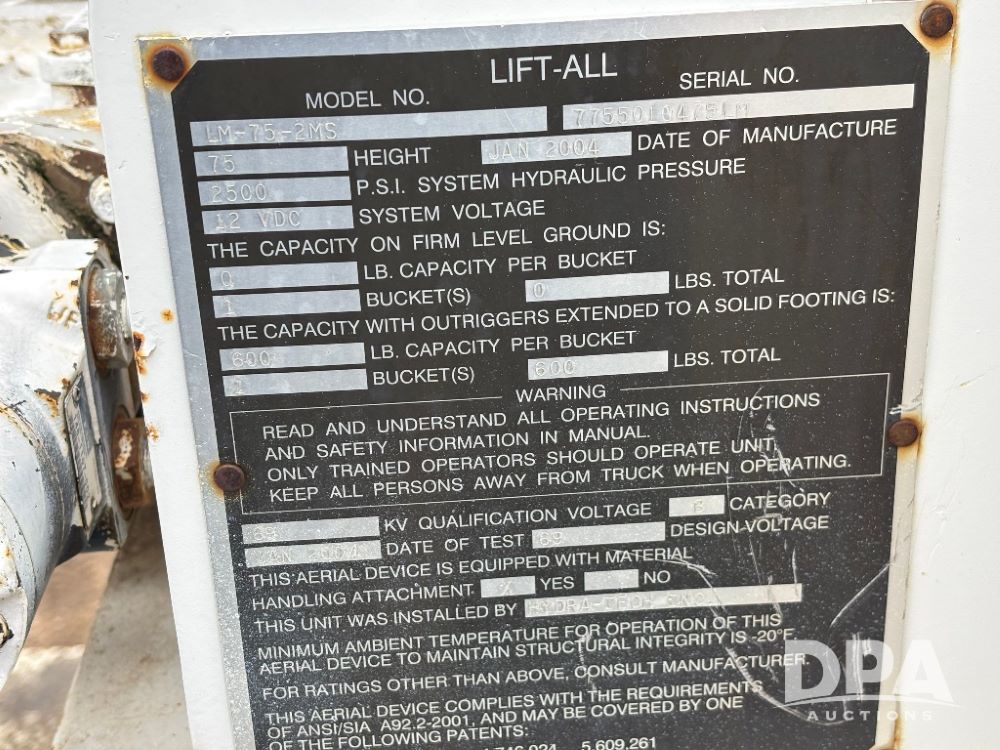 LIFT-ALL
MODEL NO. SERIAL NO.
LM-75-2MS
75 HEIGHT JAN 2004 DATE OF MANUFACTURE
2500 P.S.I. SYSTEM HYDRAULIC PRESSURE
12 VDC SYSTEM VOLTAGE
THE CAPACITY ON FIRM LEVEL GROUND IS:
0 LB. CAPACITY PER BUCKET
1 BUCKET(S) 0 LBS. TOTAL
THE CAPACITY WITH OUTRIGGERS EXTENDED TO A SOLID FOOTING IS:
600 LB. CAPACITY PER BUCKET
BUCKET(S) 600 LBS. TOTAL
WARNING
READ AND UNDERSTAND ALL OPERATING INSTRUCTIONS
AND SAFETY INFORMATION IN MANUAL.
ONLY TRAINED OPERATORS SHOULD OPERATE UNIT.
KEEP ALL PERSONS AWAY FROM TRUCK WHEN OPERATING.
69 KV QUALIFICATION VOLTAGE CATEGORY
JAN 2004 DATE OF TEST 69 DESIGN-VOLTAGE
THIS AERIAL DEVICE IS EQUIPPED WITH MATERIAL
HANDLING ATTACHMENT YES NO
THIS UNIT WAS INSTALLED BY HYDRA-TECH INC
MINIMUM AMBIENT TEMPERATURE FOR OPERATION OF THIS
AERIAL DEVICE TO MAINTAIN STRUCTURAL INTEGRITY IS -20°F.
FOR RATINGS OTHER THAN ABOVE, CONSULT MANUFACTURER.
THIS AERIAL DEVICE COMPLIES WITH THE REQUIREMENTS
OF ANSI/SIA A92.2-2001, AND MAY BE COVERED BY ONE
OF THE FOLLOWING PATENTS:
5,609,261
DPA
AUCTIONS